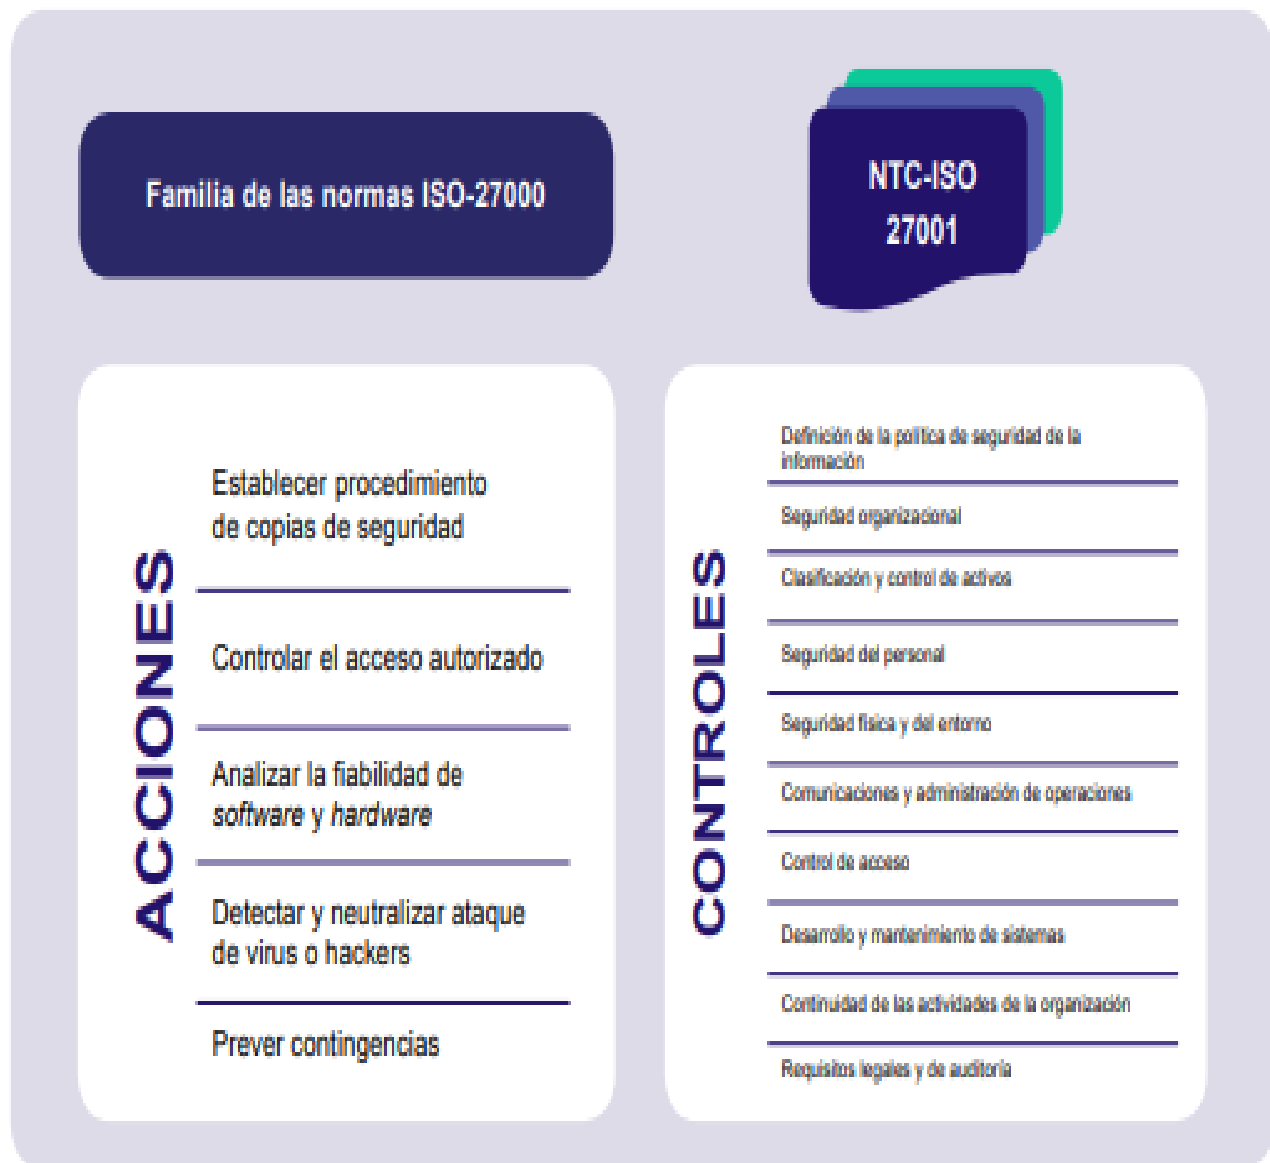 Familia de las normas ISO-27000
NTC-ISO
27001
ACCIONES
Establecer procedimiento
de copias de seguridad
Controlar el acceso autorizado
Analizar la fiabilidad de
software y hardware
Detectar y neutralizar ataque
de virus o hackers
Prever contingencias
CONTROLES
Definición de la política de seguridad de la
información
Seguridad organizacional
Clasificación y control de activos
Seguridad del personal
Seguridad física y del entorno
Comunicaciones y administración de operaciones
Control de acceso
Desarrollo y mantenimiento de sistemas
Continuidad de las actividades de la organización
Requisitos legales y de auditoría